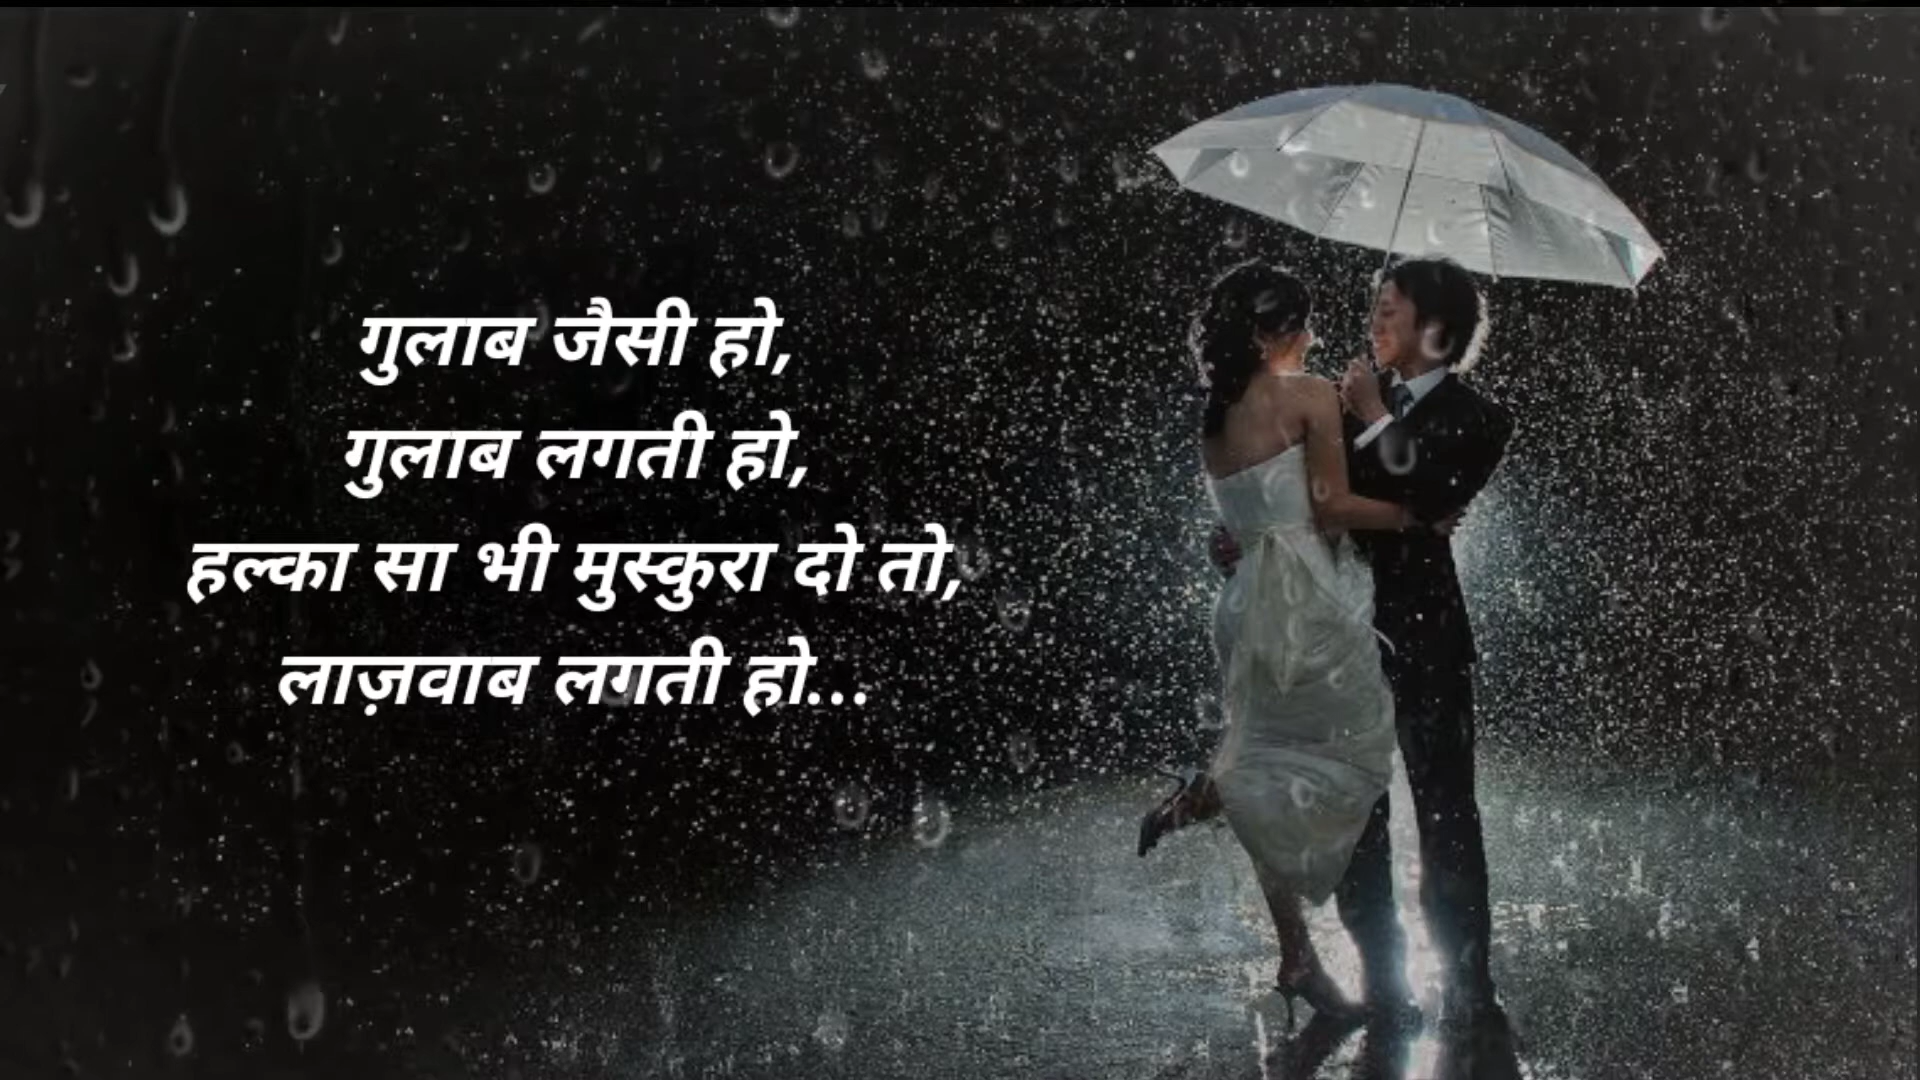 गुलाब जैसी हो,
गुलाब लगती हो,
हल्का सा भी मुस्कुरा दो तो,
लाज़वाब लगती हो...